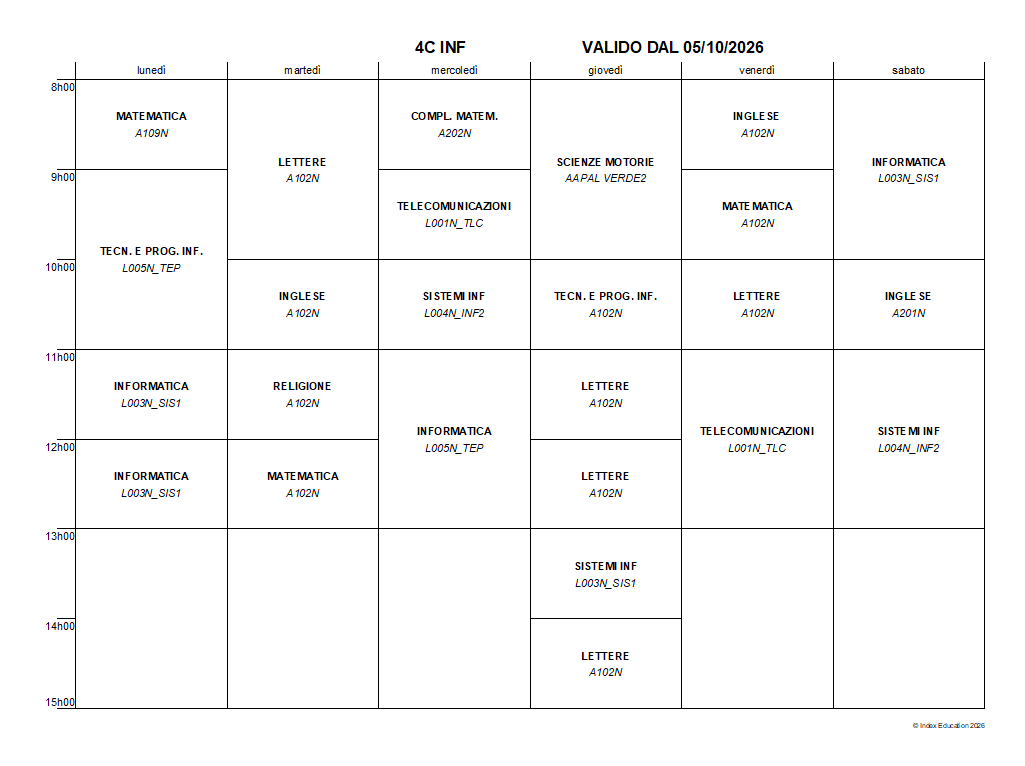 4C INF VALIDO DAL 05/10/2026
lunedì martedì mercoledì giovedì venerdì sabato
8h00
MATEMATICA COMPL. MATEM. INGLESE
A109N A202N A102N
LETTERE SCIENZE MOTORIE INFORMATICA
A102N AAPAL VERDE2 L003N_SIS1
9h00
TELECOMUNICAZIONI MATEMATICA
L001N_TLC A102N
TECN. E PROG. INF.
L005N_TEP
10h00
INGLESE SISTEMI INF TECN. E PROG. INF. LETTERE INGLESE
A102N L004N_INF2 A102N A102N A201N
11h00
INFORMATICA RELIGIONE LETTERE
L003N_SIS1 A102N A102N
INFORMATICA TELECOMUNICAZIONI SISTEMI INF
L005N_TEP L001N_TLC L004N_INF2
12h00
INFORMATICA MATEMATICA LETTERE
L003N_SIS1 A102N A102N
13h00
SISTEMI INF
L003N_SIS1
14h00
LETTERE
A102N
15h00
© Index Education 2026